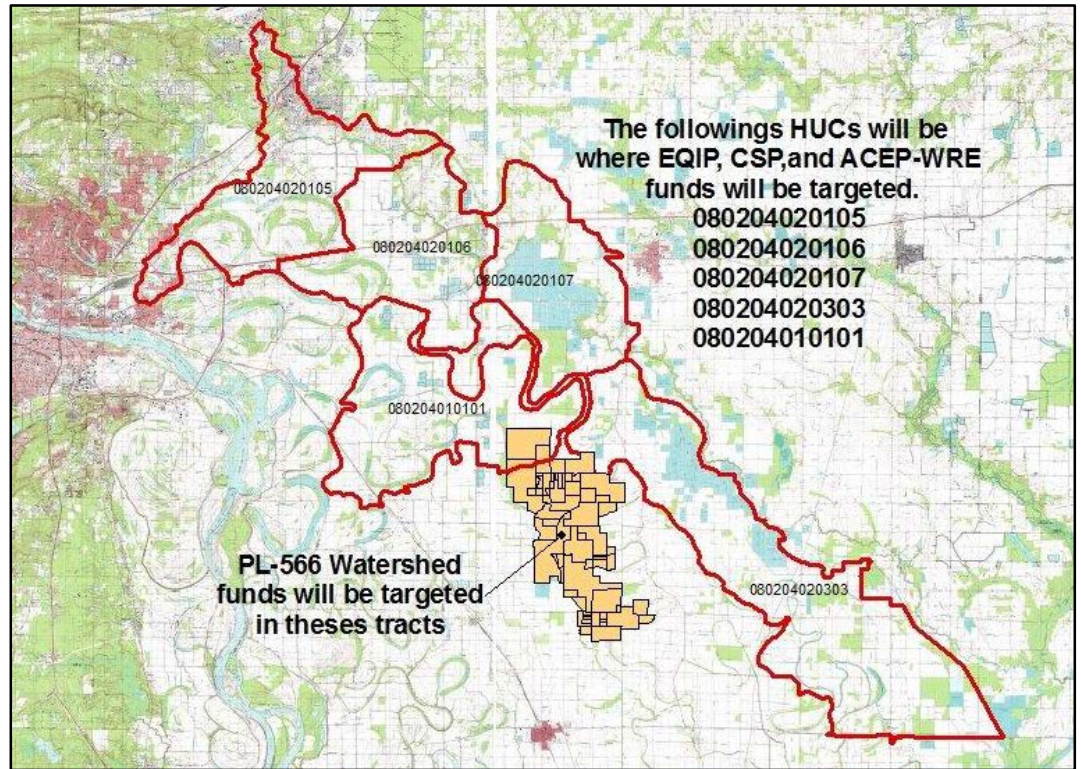 The followings HUCs will be
where EQIP, CSP,and ACEP-WRE
funds will be targeted.
080204020105
080204020106
080204020107
080204020303
080204010101
080204020105
080204020106
080204020107
080204010101
PL-566 Watershed
funds will be targeted
in theses tracts
080204020303